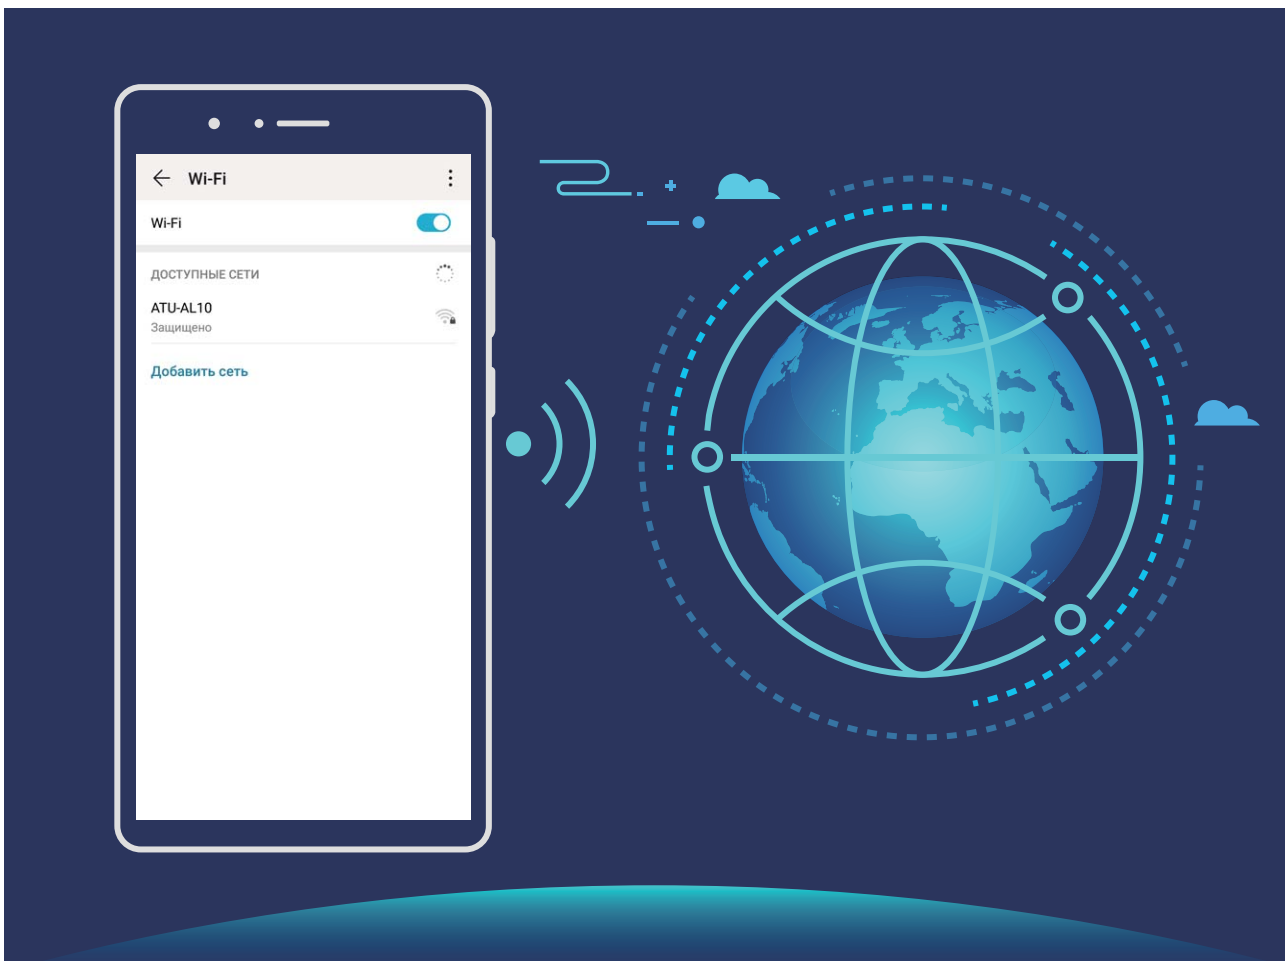 Wi-Fi
Wi-Fi
ДОСТУПНЫЕ СЕТИ
ATU-AL10
Защищено
Добавить сеть